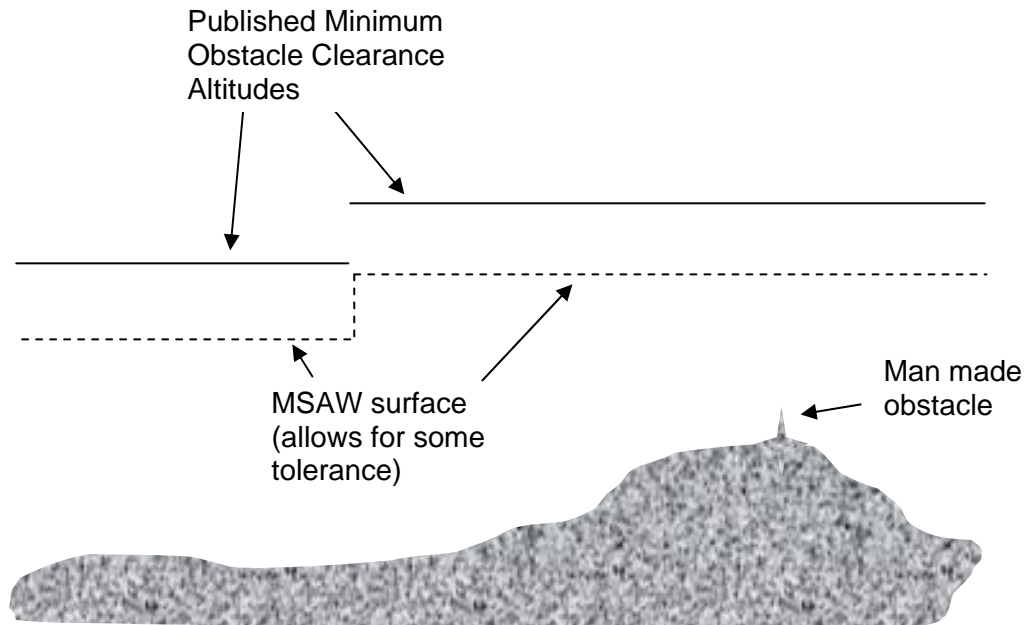 Published Minimum
Obstacle Clearance
Altitudes
Man made
obstacle
MSAW surface
(allows for some
tolerance)